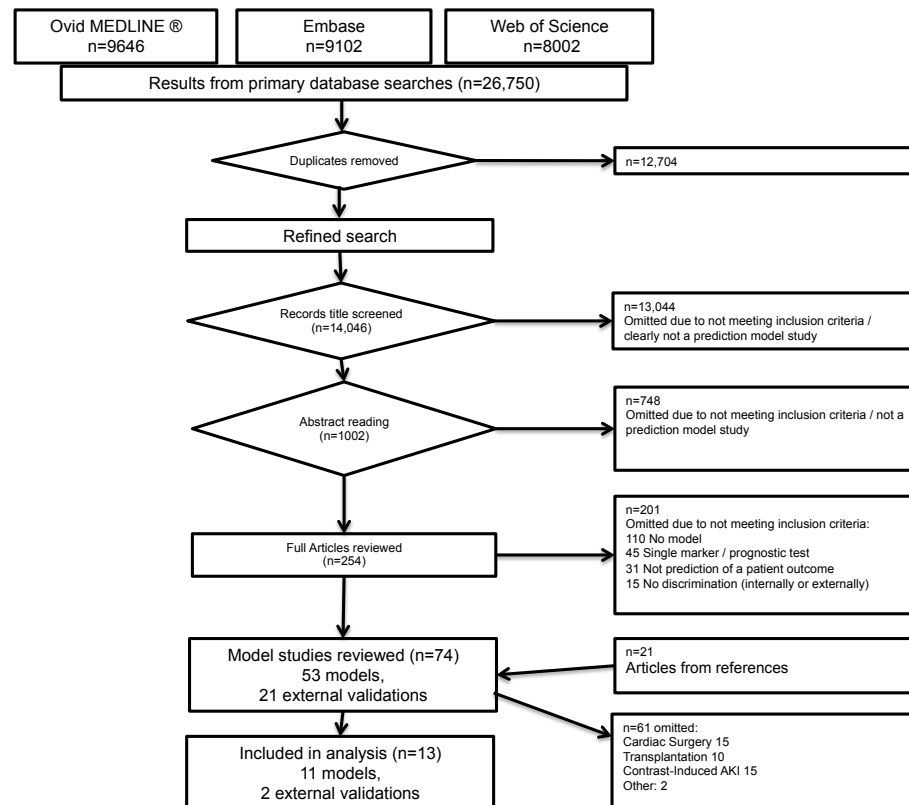 Ovid MEDLINE ®
n=9646
Embase
n=9102
Web of Science
n=8002
Results from primary database searches (n=26,750)
Duplicates removed
n=12,704
Refined search
Records title screened
(n=14,046)
n=13,044
Omitted due to not meeting inclusion criteria /
clearly not a prediction model study
Abstract reading
(n=1002)
n=748
Omitted due to not meeting inclusion criteria / not a
prediction model study
Full Articles reviewed
(n=254)
n=201
Omitted due to not meeting inclusion criteria:
110 No model
45 Single marker / prognostic test
31 Not prediction of a patient outcome
15 No discrimination (internally or externally)
Model studies reviewed (n=74)
53 models,
21 external validations
n=21
Articles from references
n=61 omitted:
Cardiac Surgery 15
Transplantation 10
Contrast-Induced AKI 15
Other: 2
Included in analysis (n=13)
11 models,
2 external validations